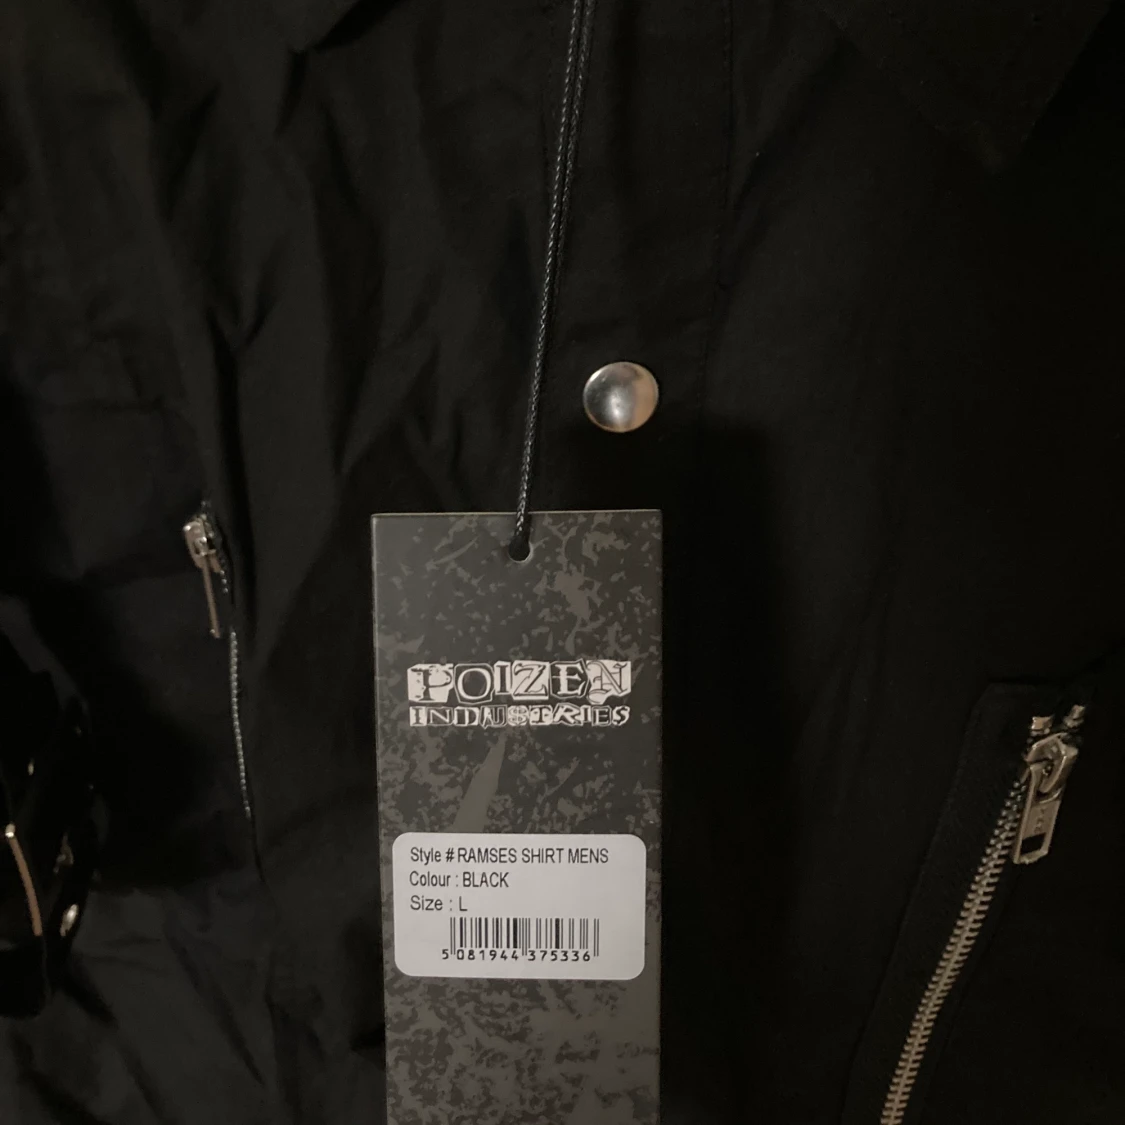 POIZEN
INDUSTRIES
Style # RAMSES SHIRT MENS
Colour : BLACK
Size : L
5 081944 375336